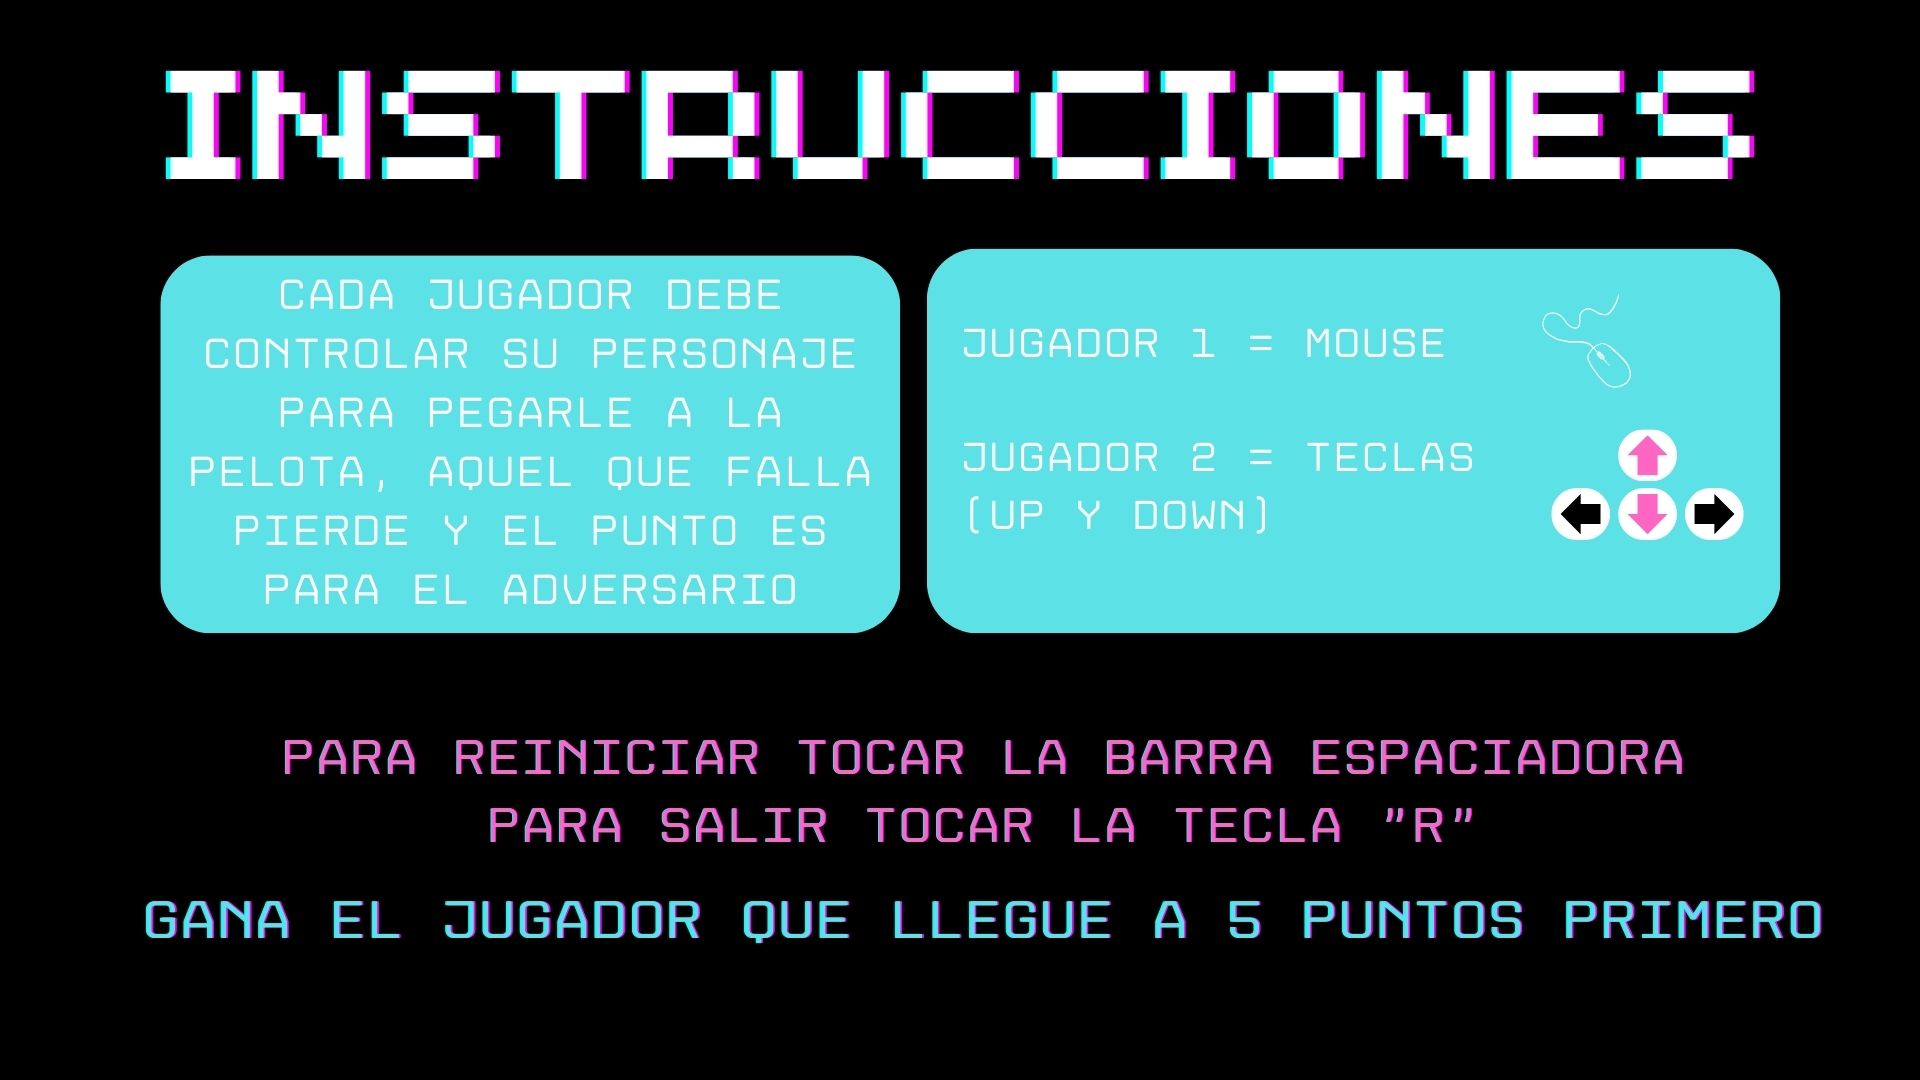 INSTRUCCIONES
CADA JUGADOR DEBE
CONTROLAR SU PERSONAJE
PARA PEGARLE A LA
PELOTA, AQUEL QUE FALLA
PIERDE Y EL PUNTO ES
PARA EL ADVERSARIO
JUGADOR 1 = MOUSE
JUGADOR 2 = TECLAS
(UP Y DOWN)
PARA REINICIAR TOCAR LA BARRA ESPACIADORA
PARA SALIR TOCAR LA TECLA "R"
GANA EL JUGADOR QUE LLEGUE A 5 PUNTOS PRIMERO